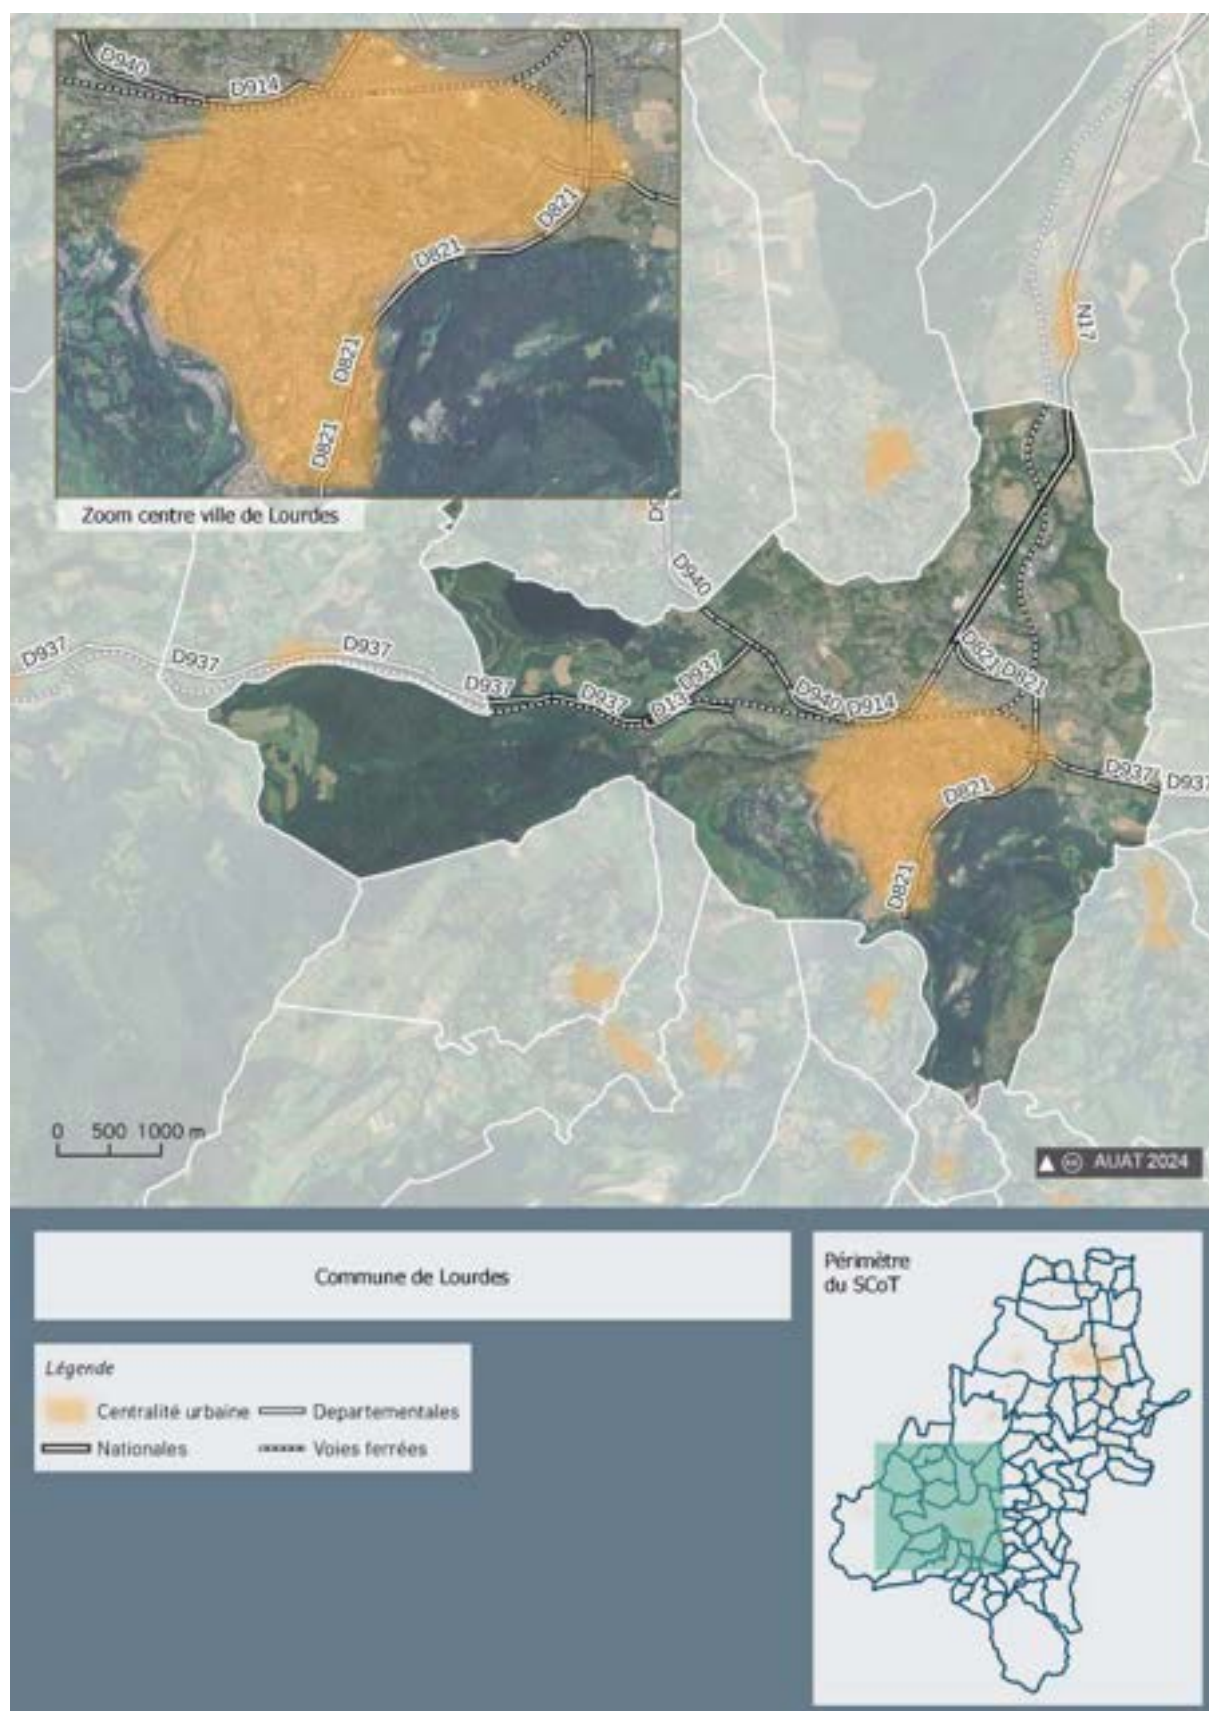 D940
D914
D821
D821
D821
D821
Zoom centre ville de Lourdes
N17
D940
D937
D937
D937
D937
D937
D13
D937
D940
D914
D821
D821
D821
D937
D937
D821
0 500 1000 m
AUAT 2024
Commune de Lourdes
Périmètre
du SCoT
Légende
Centralité urbaine
Departementales
Nationales
Voies ferrées